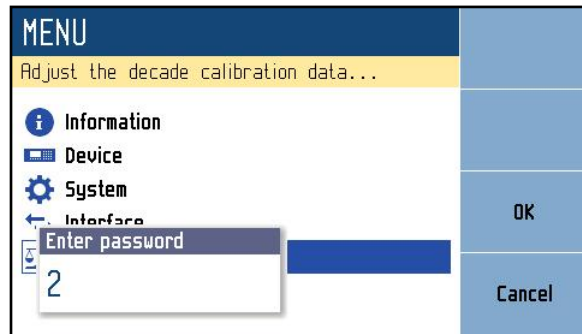 MENU
Adjust the decade calibration data...
Information
Device
System
Interface
OK
Enter password
2
Cancel